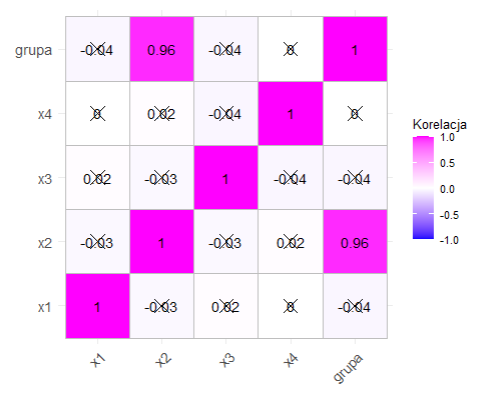 grupa -0.04 0.96 -0.04 0 1
x4 0 0.02 -0.04 1 0
x3 0.02 -0.03 1 -0.04 -0.04
x2 -0.03 1 -0.03 0.02 0.96
x1 1 -0.03 0.02 0 -0.04
x1 x2 x3 x4 grupa
Korelacja
1.0
0.5
0.0
-0.5
-1.0